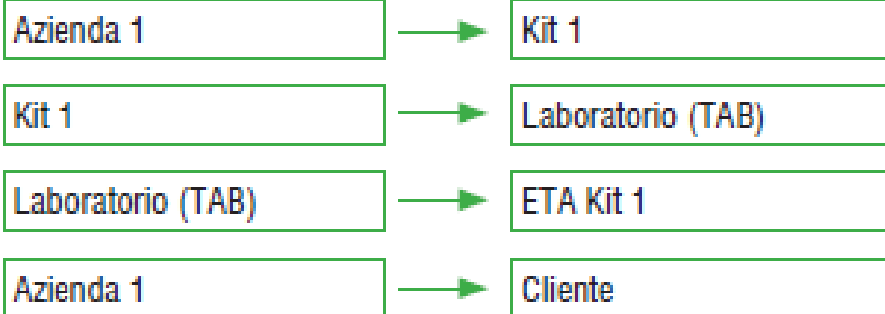 Azienda 1 Kit 1
Kit 1 Laboratorio (TAB)
Laboratorio (TAB) ETA Kit 1
Azienda 1 Cliente